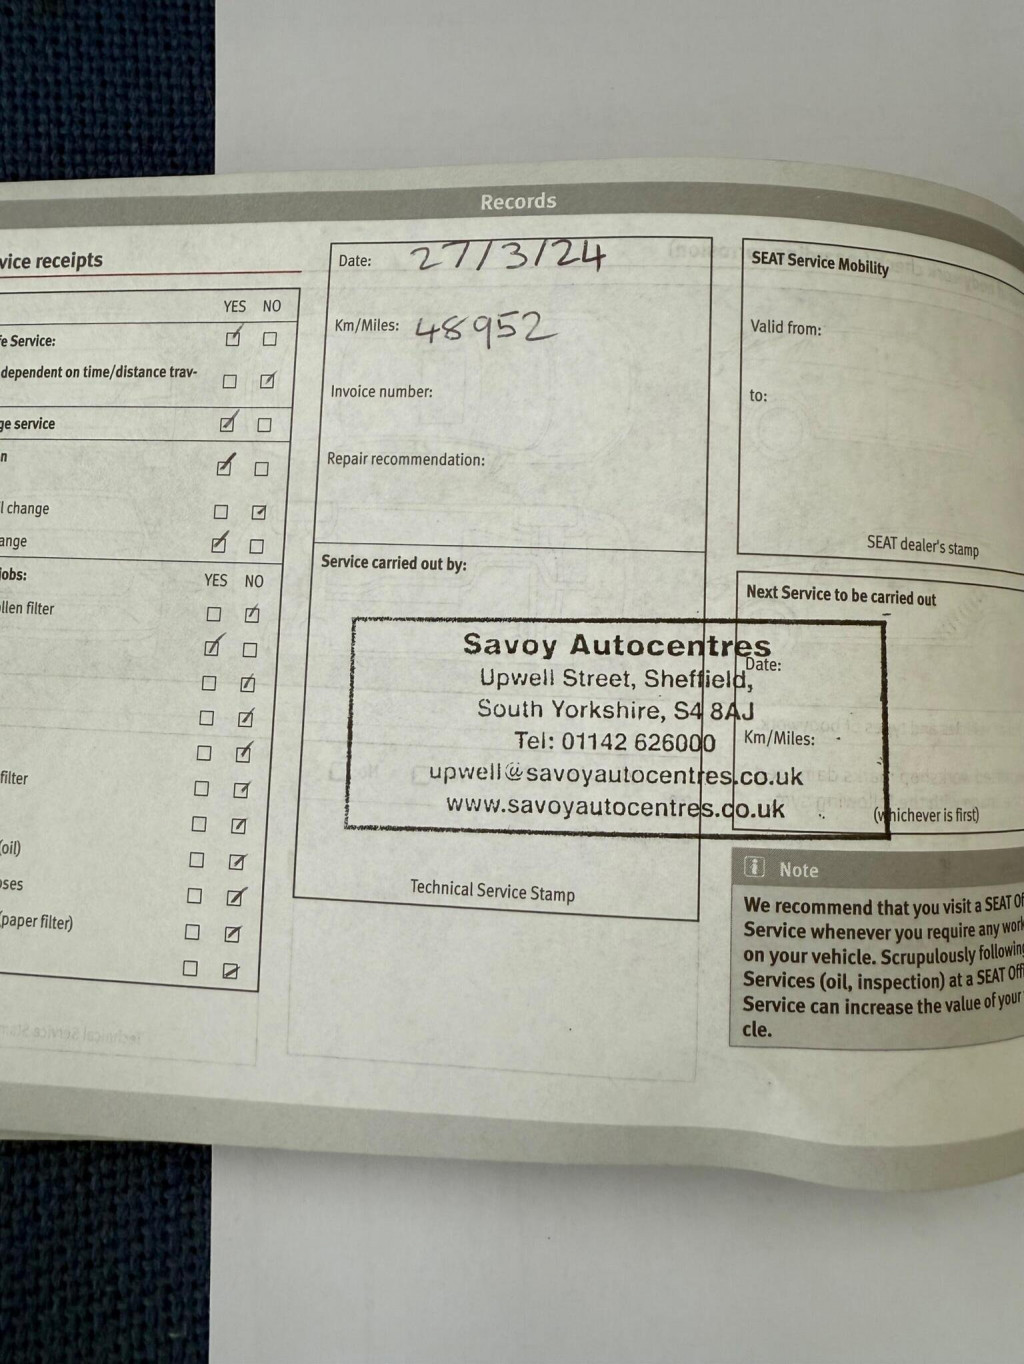 Records
vice receipts
YES NO
e Service:
dependent on time/distance trav-
ge service
n
l change
ange
jobs:
YES NO
llen filter
filter
(oil)
oses
(paper filter)
Date: 27/3/24
Km/Miles: 48952
Invoice number:
Repair recommendation:
Service carried out by:
Savoy Autocentres
Upwell Street, Sheffield,
South Yorkshire, S4 8AJ
Tel: 01142 626000
upwell@savoyautocentres.co.uk
www.savoyautocentres.co.uk
Technical Service Stamp
SEAT Service Mobility
Valid from:
to:
SEAT dealer's stamp
Next Service to be carried out
Date:
Km/Miles:
(whichever is first)
Note
We recommend that you visit a SEAT Of
Service whenever you require any work
on your vehicle. Scrupulously following
Services (oil, inspection) at a SEAT Offi
Service can increase the value of your
cle.